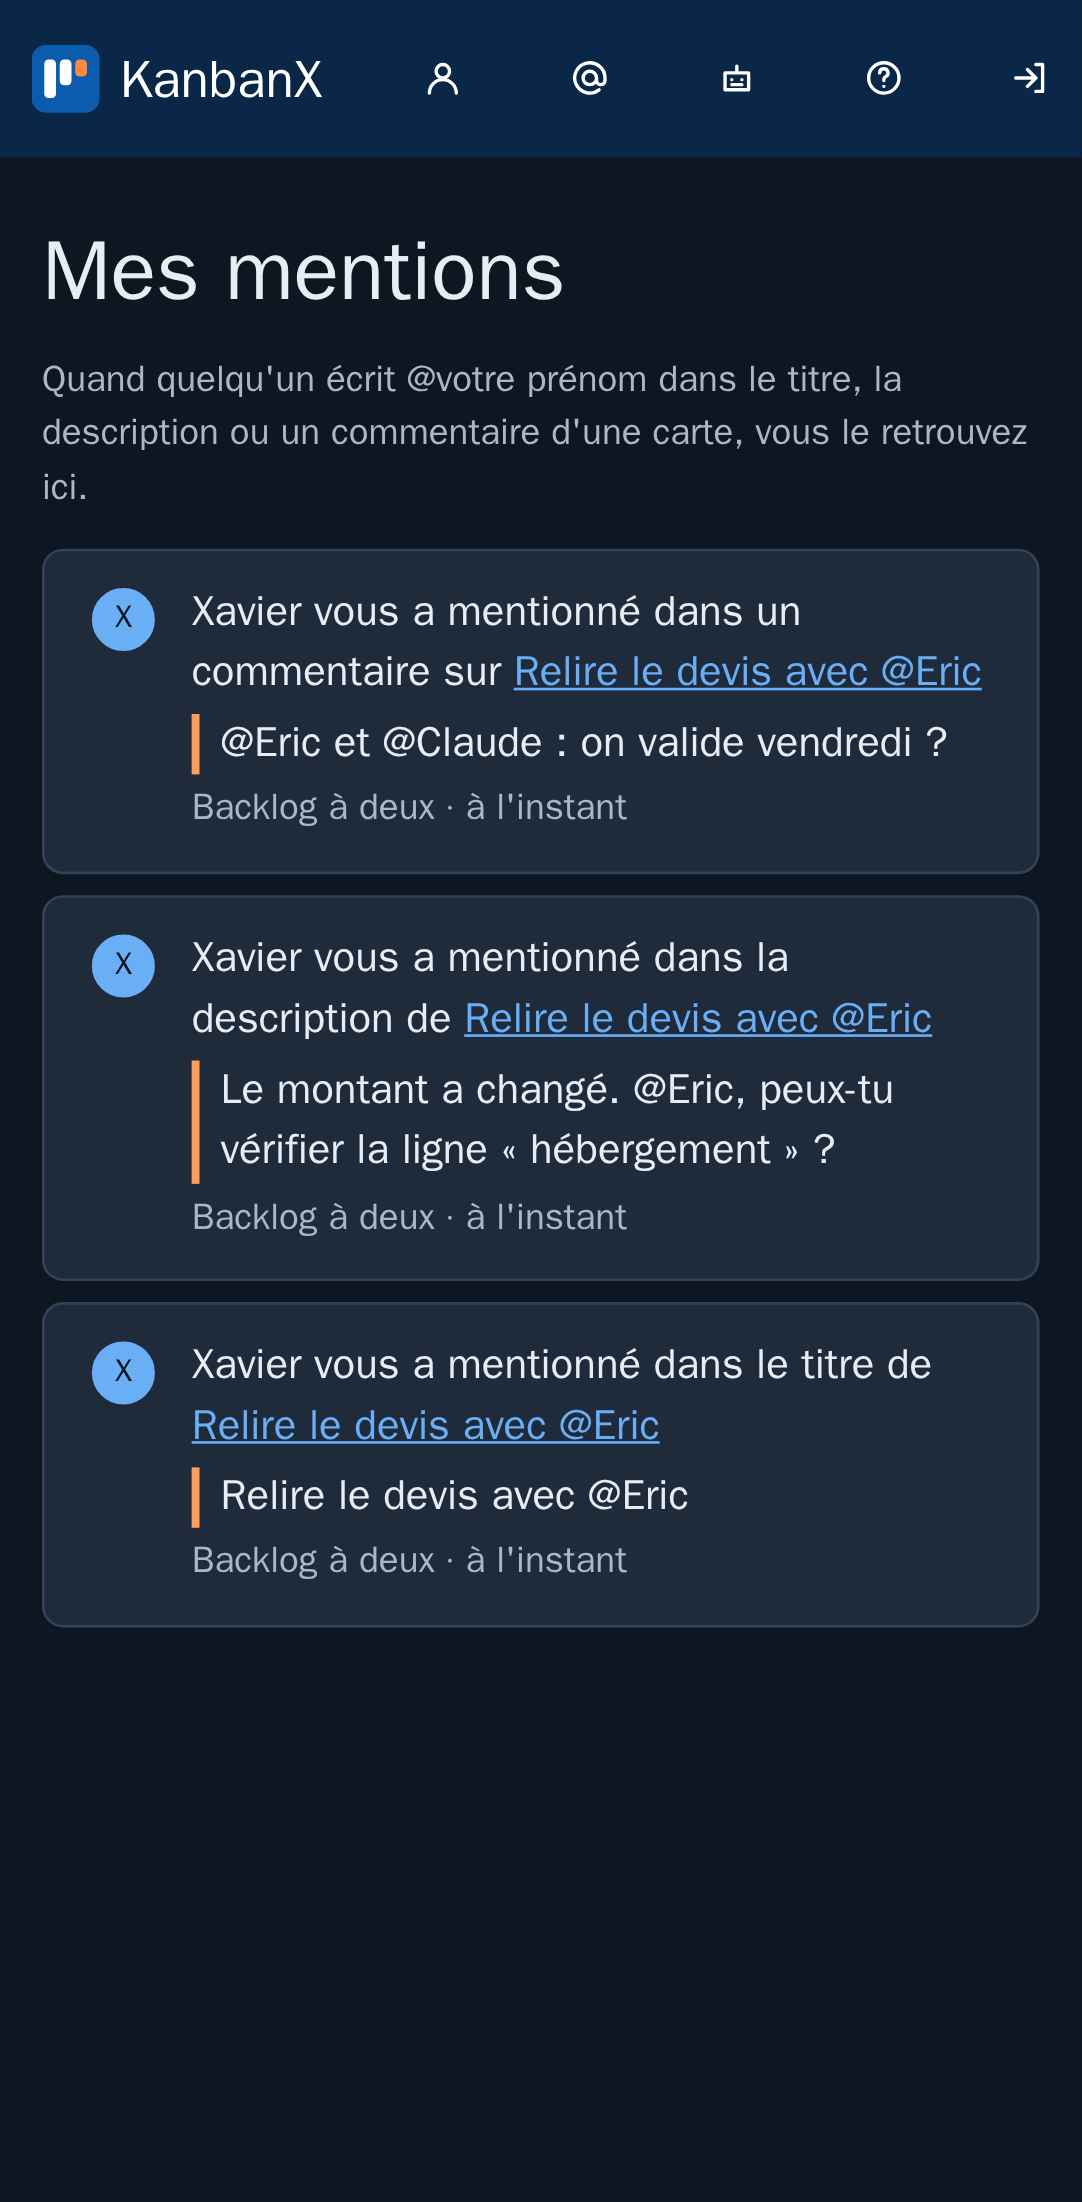 KanbanX
Mes mentions
Quand quelqu'un écrit @votre prénom dans le titre, la
description ou un commentaire d'une carte, vous le retrouvez
ici.
X
Xavier vous a mentionné dans un
commentaire sur Relire le devis avec @Eric
@Eric et @Claude : on valide vendredi ?
Backlog à deux · à l'instant
X
Xavier vous a mentionné dans la
description de Relire le devis avec @Eric
Le montant a changé. @Eric, peux-tu
vérifier la ligne « hébergement » ?
Backlog à deux · à l'instant
X
Xavier vous a mentionné dans le titre de
Relire le devis avec @Eric
Relire le devis avec @Eric
Backlog à deux · à l'instant